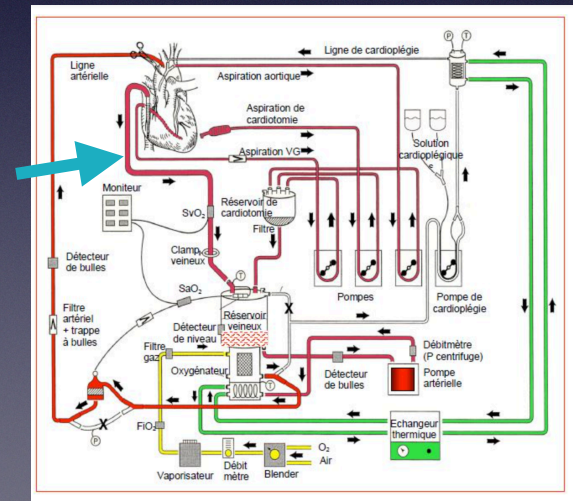 P T
Ligne de cardioplégie
Ligne
artérielle
Aspiration aortique
Aspiration de
cardiotomie
Solution
cardioplégique
Aspiration VG
Moniteur
Réservoir de
cardiotomie
SvO2
Filtre
Clamp
veineux
Détecteur
de bulles
T
SaO2
Pompes
Pompe de
cardioplégie
Filtre
artériel
+ trappe
à bulles
Réservoir
veineux
Détecteur
de niveau
X
Filtre
gaz
Débitmètre
(P centrifuge)
Oxygénateur
T
Détecteur
de bulles
Pompe
artérielle
X
P
FiO2
Echangeur
thermique
O2
Air
Vaporisateur
Débit
mètre
Blender